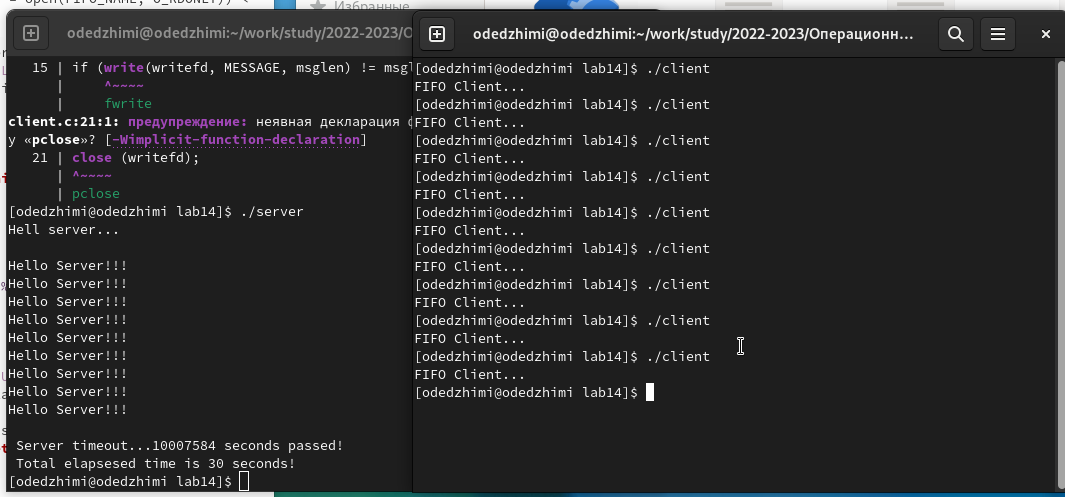 = open(FIFO_NAME, O_RDONLY)) <
Избранные
odedzhimi@odedzhimi:~/work/study/2022-2023/О
15 | if (write(writefd, MESSAGE, msglen) != msgl
| ^~~~~
| fwrite
client.c:21:1: предупреждение: неявная декларация ф
у «pclose»? [-Wimplicit-function-declaration]
21 | close (writefd);
| ^~~~~
| pclose
[odedzhimi@odedzhimi lab14]$ ./server
Hell server...
Hello Server!!!
Hello Server!!!
Hello Server!!!
Hello Server!!!
Hello Server!!!
Hello Server!!!
Hello Server!!!
Hello Server!!!
Hello Server!!!
Server timeout...10007584 seconds passed!
Total elapsesed time is 30 seconds!
[odedzhimi@odedzhimi lab14]$
odedzhimi@odedzhimi:~/work/study/2022-2023/Операционн...
[odedzhimi@odedzhimi lab14]$ ./client
FIFO Client...
[odedzhimi@odedzhimi lab14]$ ./client
FIFO Client...
[odedzhimi@odedzhimi lab14]$ ./client
FIFO Client...
[odedzhimi@odedzhimi lab14]$ ./client
FIFO Client...
[odedzhimi@odedzhimi lab14]$ ./client
FIFO Client...
[odedzhimi@odedzhimi lab14]$ ./client
FIFO Client...
[odedzhimi@odedzhimi lab14]$ ./client
FIFO Client...
[odedzhimi@odedzhimi lab14]$ ./client
FIFO Client...
[odedzhimi@odedzhimi lab14]$ ./client
FIFO Client...
[odedzhimi@odedzhimi lab14]$